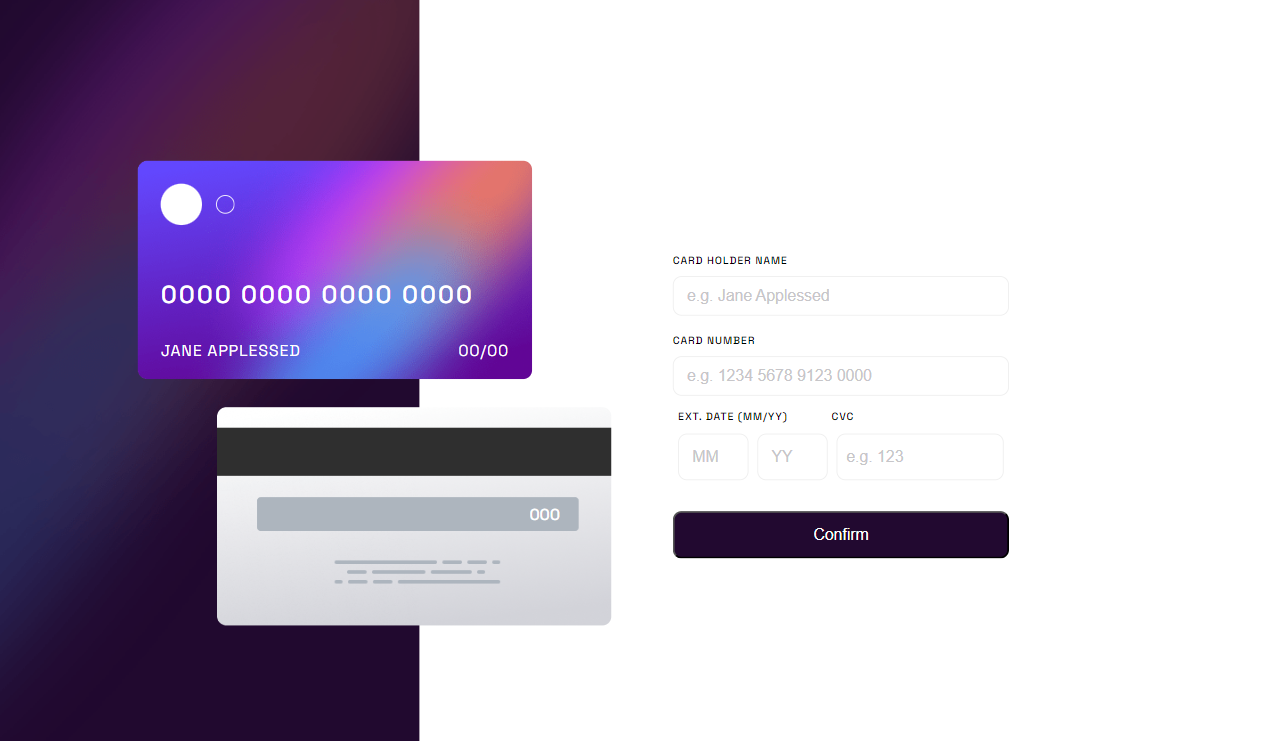 0000 0000 0000 0000
JANE APPLESSED 00/00
000
CARD HOLDER NAME
e.g. Jane Applessed
CARD NUMBER
e.g. 1234 5678 9123 0000
EXT. DATE (MM/YY) CVC
MM YY e.g. 123
Confirm